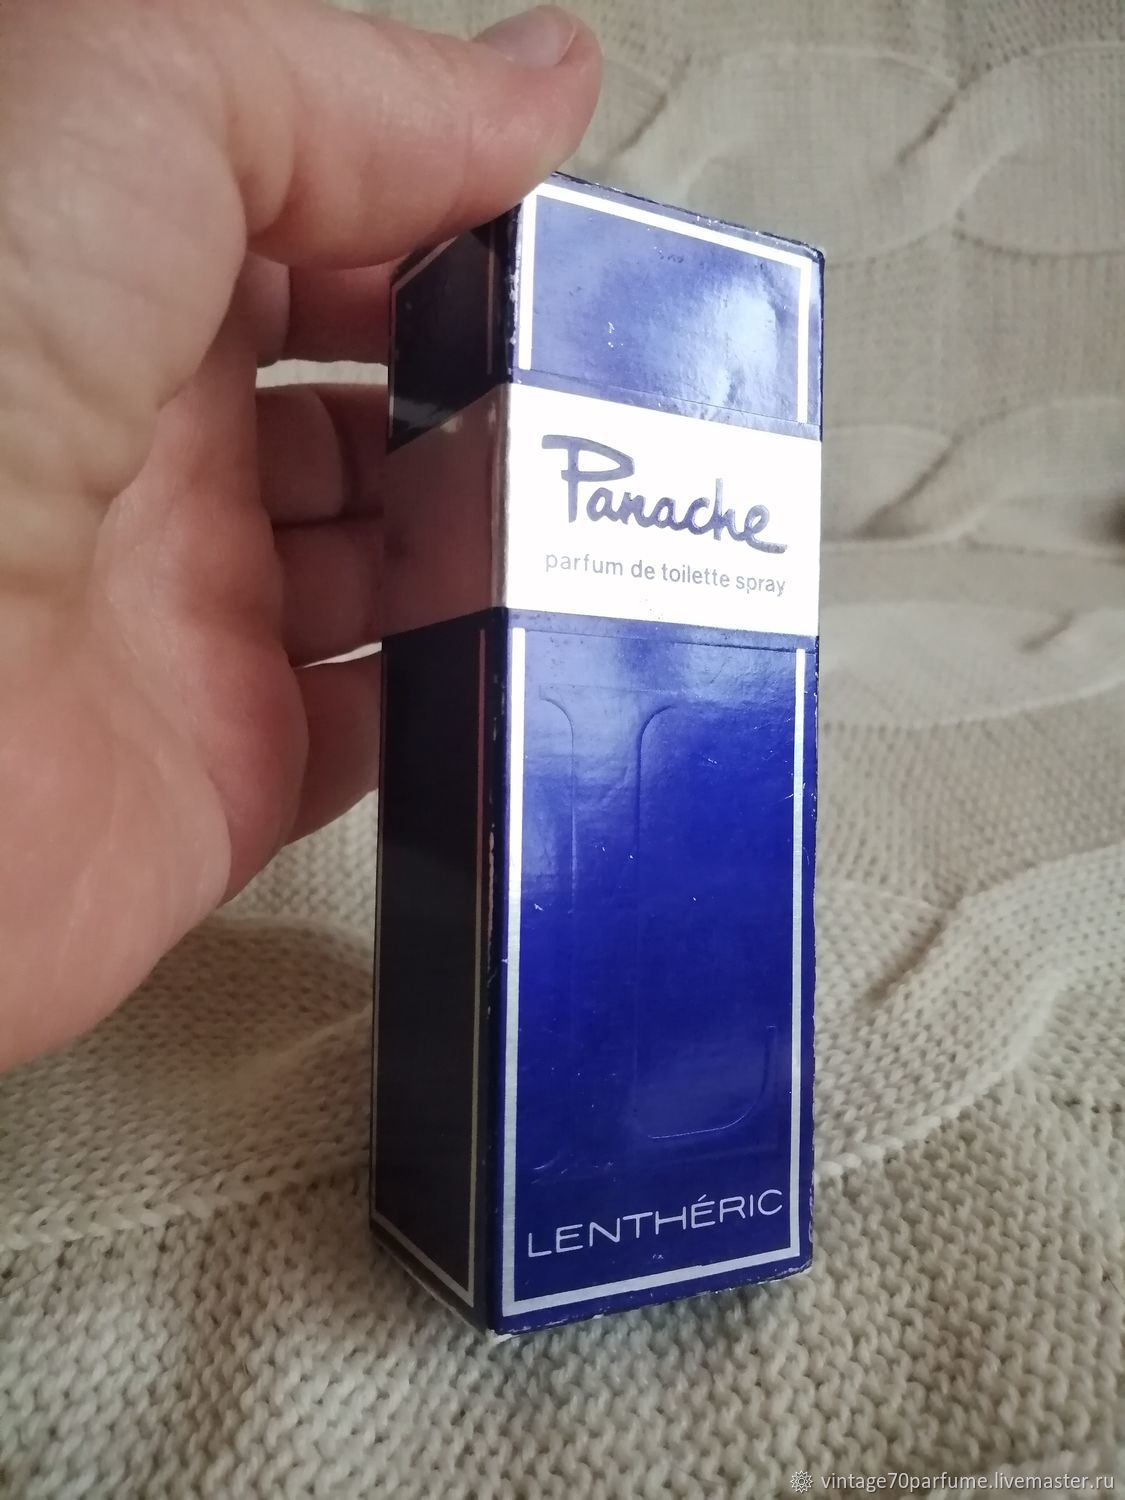 Panache
parfum de toilette spray
LENTHÉRIC
vintage70parfume.livemaster.ru